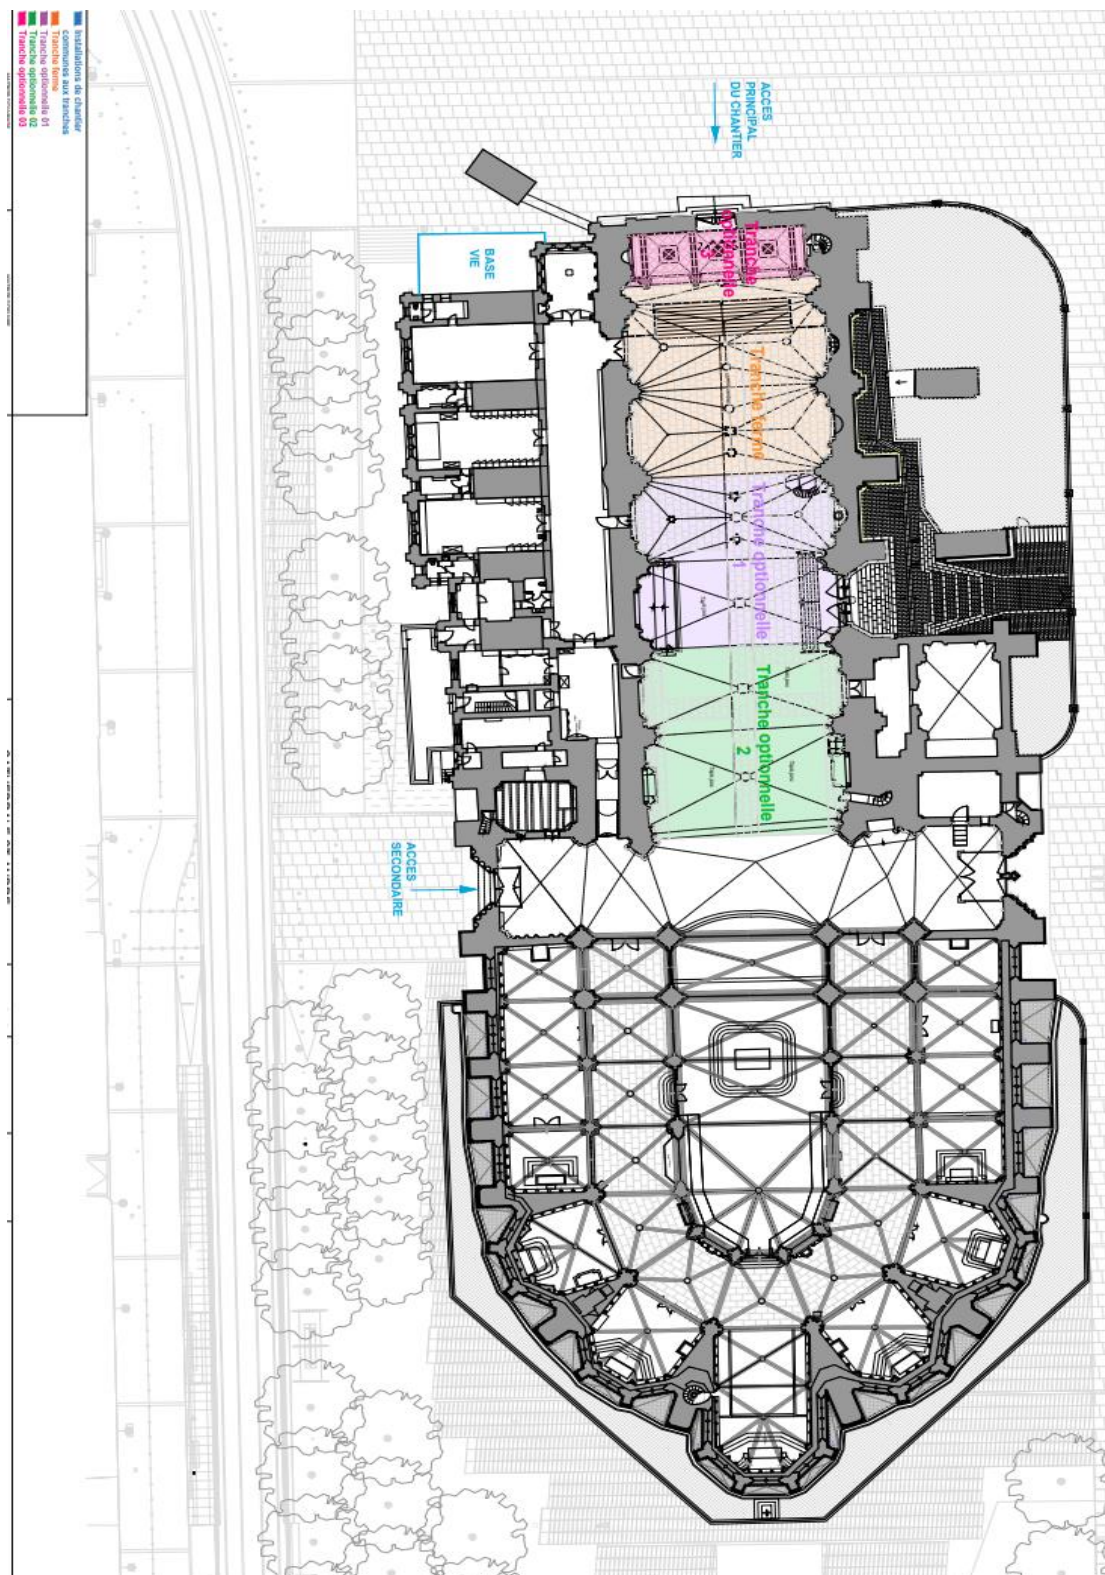 Installations de chantier
communes aux tranches
Tranche ferme
Tranche optionnelle 01
Tranche optionnelle 02
Tranche optionnelle 03
ACCES
PRINCIPAL
DU CHANTIER
BASE
VIE
Tranche
optionnelle
3
Tranche ferme
Tranche optionnelle
1
Tranche optionnelle
2
ACCES
SECONDAIRE